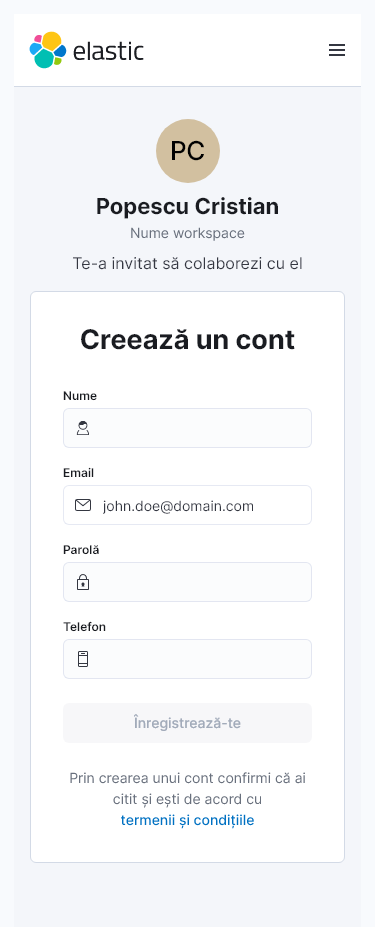 elastic
PC
Popescu Cristian
Nume workspace
Te-a invitat să colaborezi cu el
Creează un cont
Nume
Email
john.doe@domain.com
Parolă
Telefon
Înregistrează-te
Prin crearea unui cont confirmi că ai
citit și ești de acord cu
termenii și condițiile